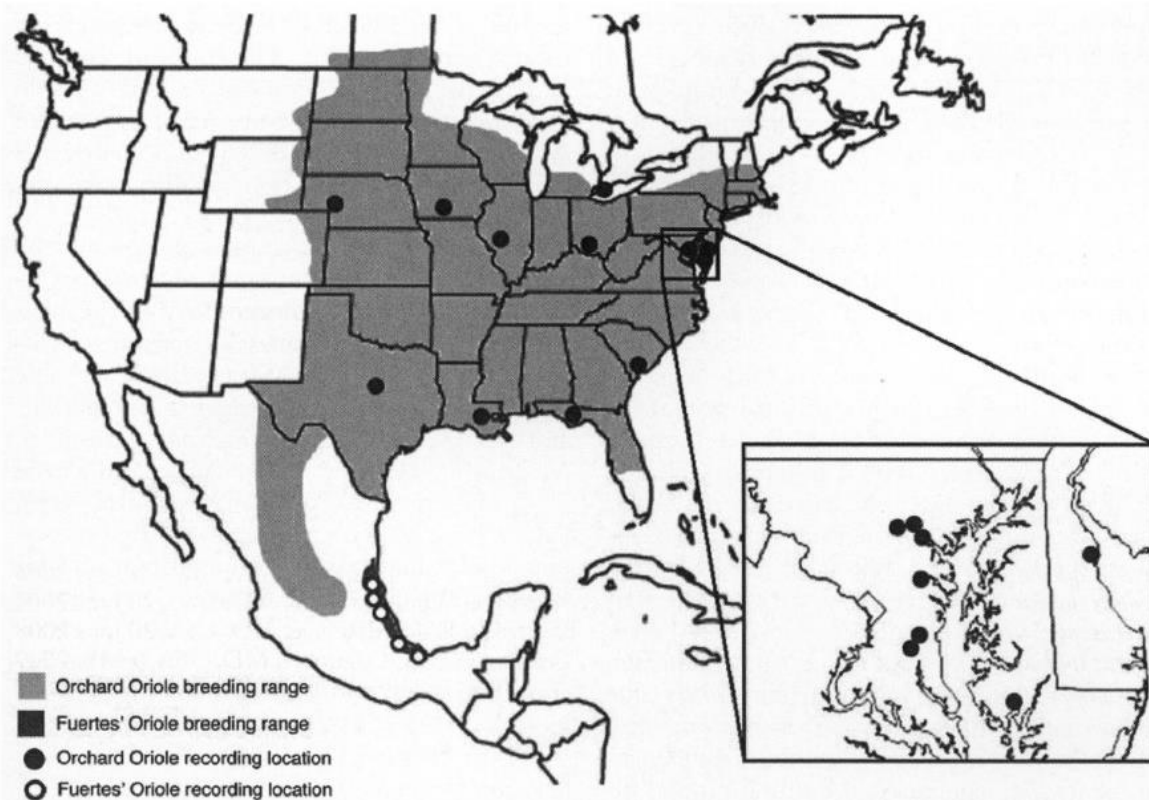 Orchard Oriole breeding range
Fuertes' Oriole breeding range
Orchard Oriole recording location
Fuertes' Oriole recording location